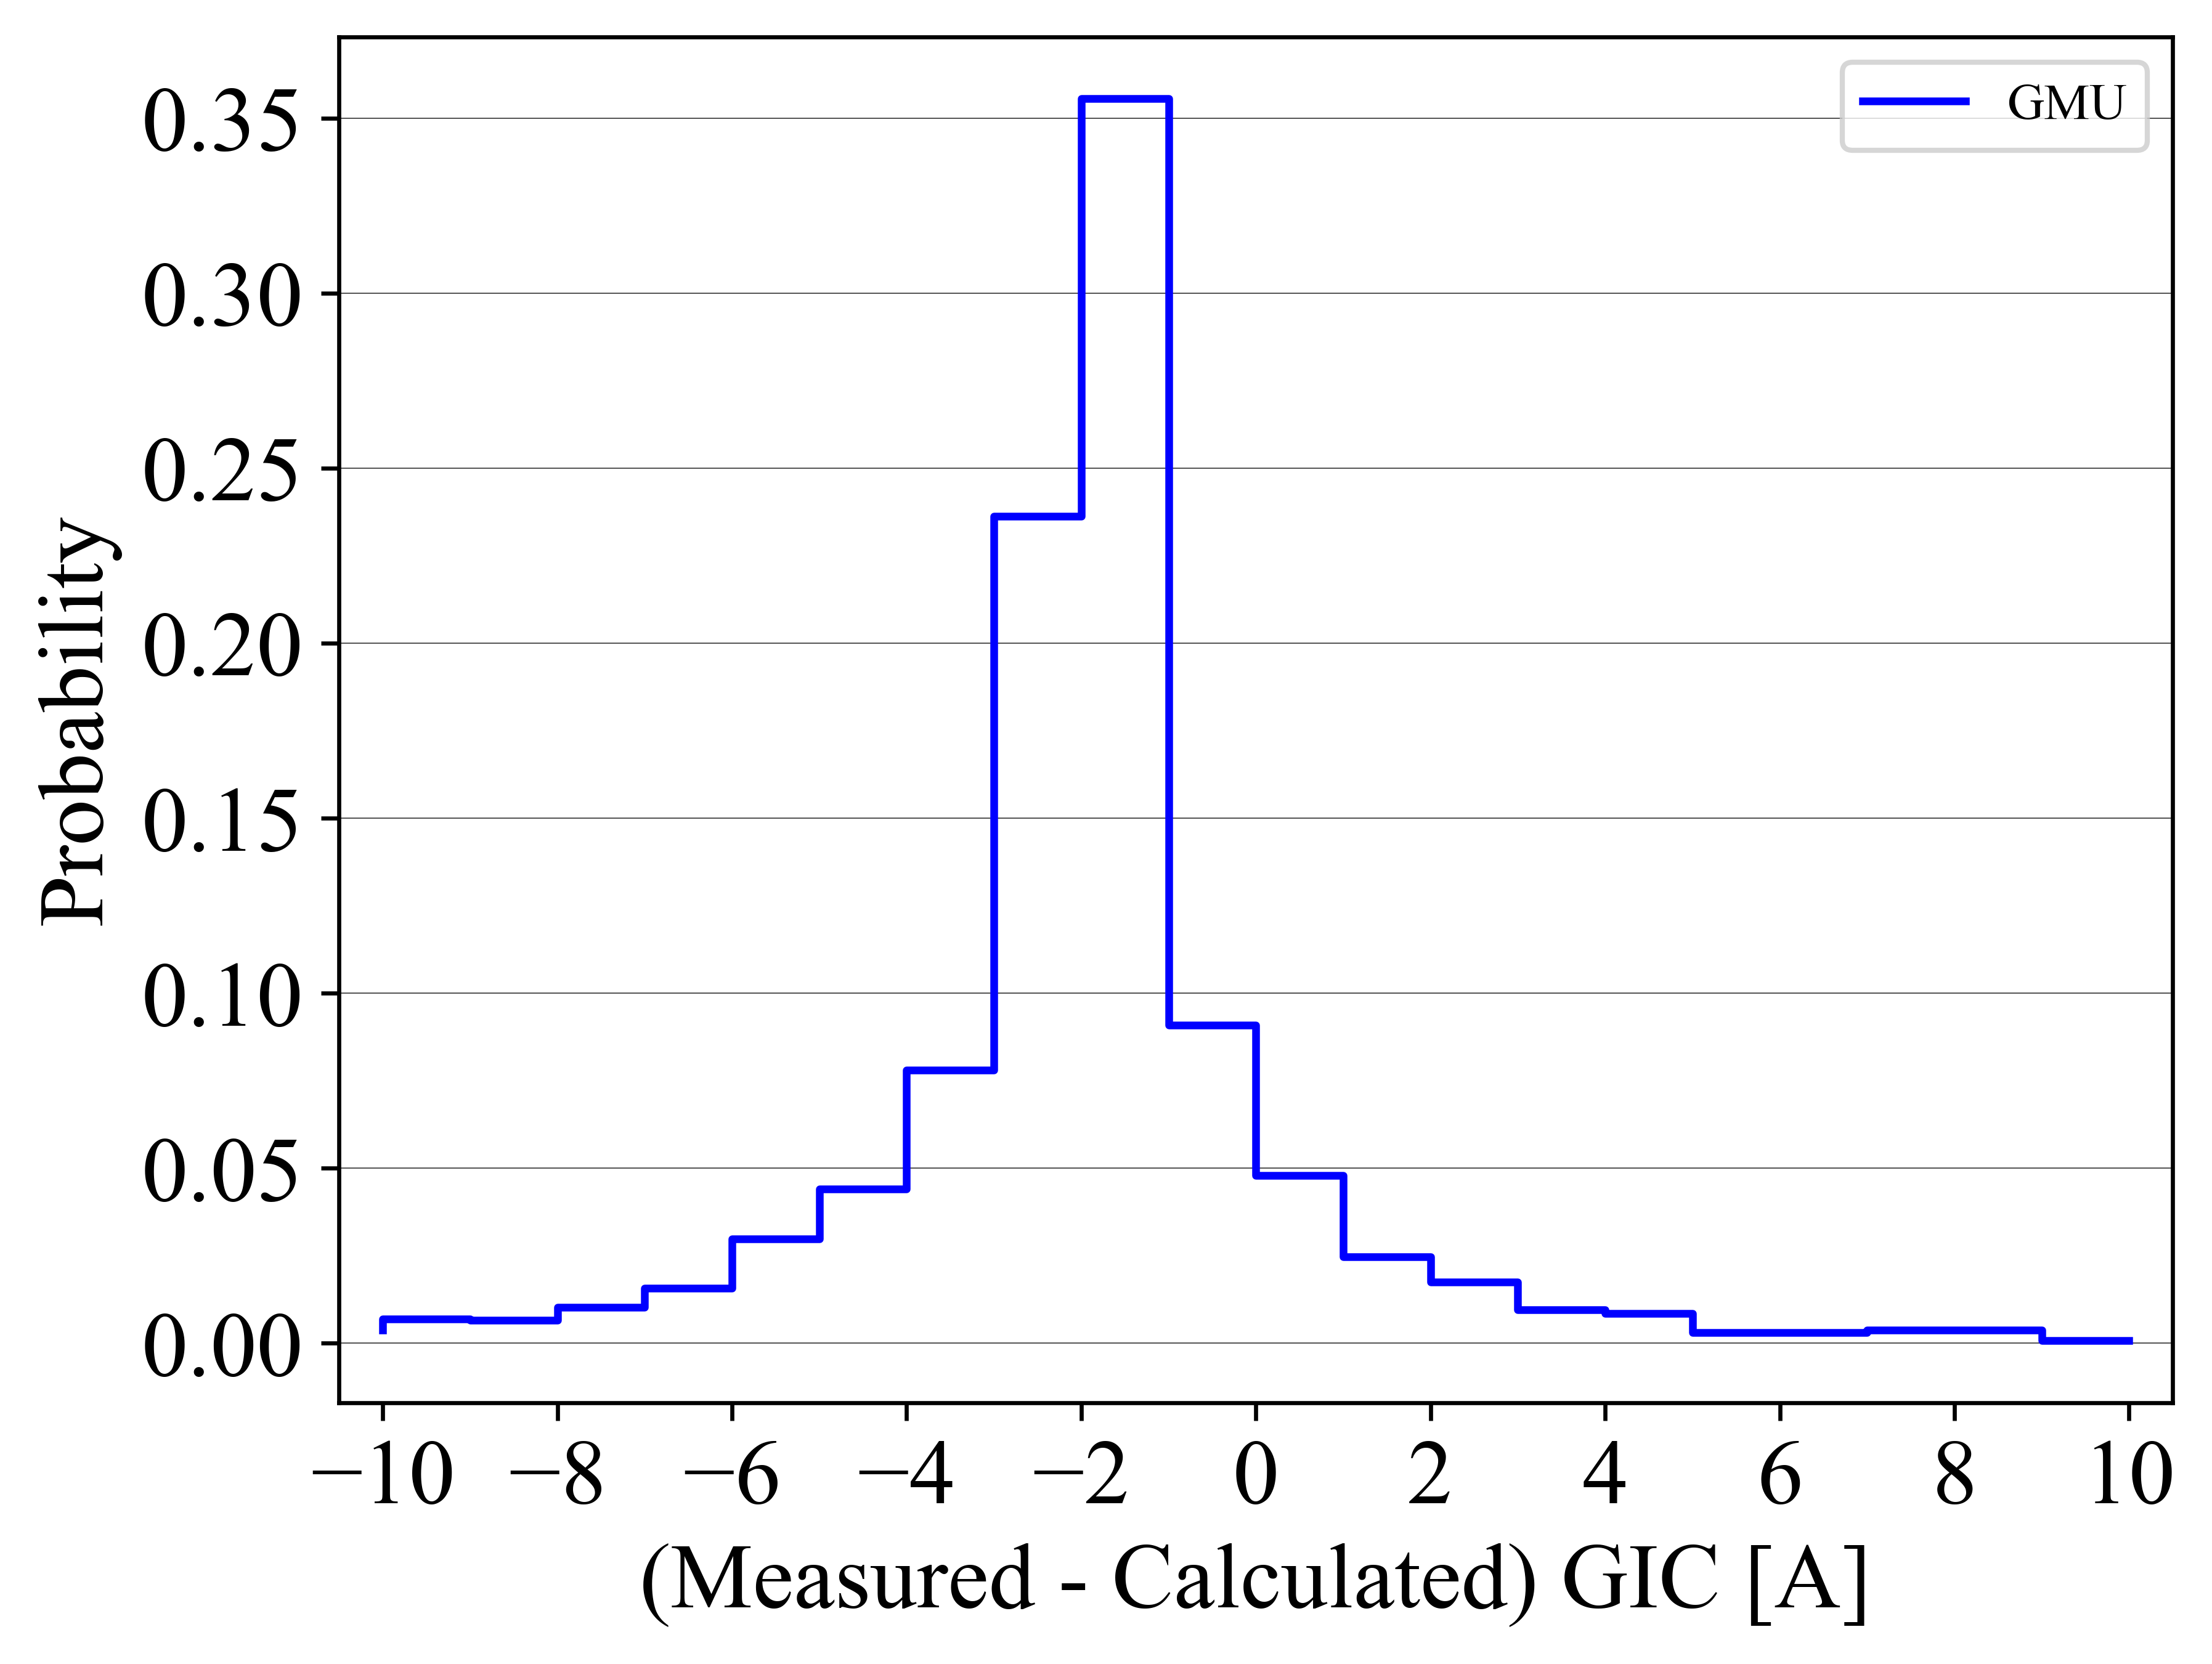 GMU
0.35
0.30
0.25
0.20
0.15
0.10
0.05
0.00
Probability
−10 −8 −6 −4 −2 0 2 4 6 8 10
(Measured - Calculated) GIC [A]